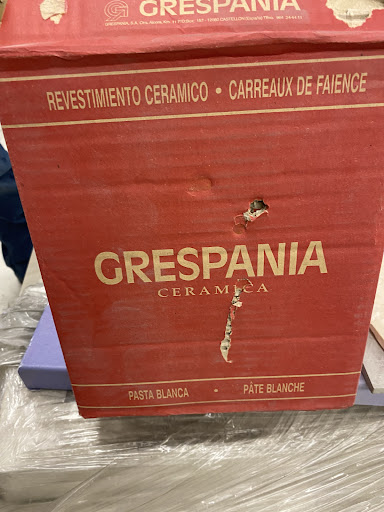 GRESPANIA
REVESTIMIENTO CERAMICO • CARREAUX DE FAIENCE
GRESPANIA
CERAMICA
PASTA BLANCA • PÂTE BLANCHE